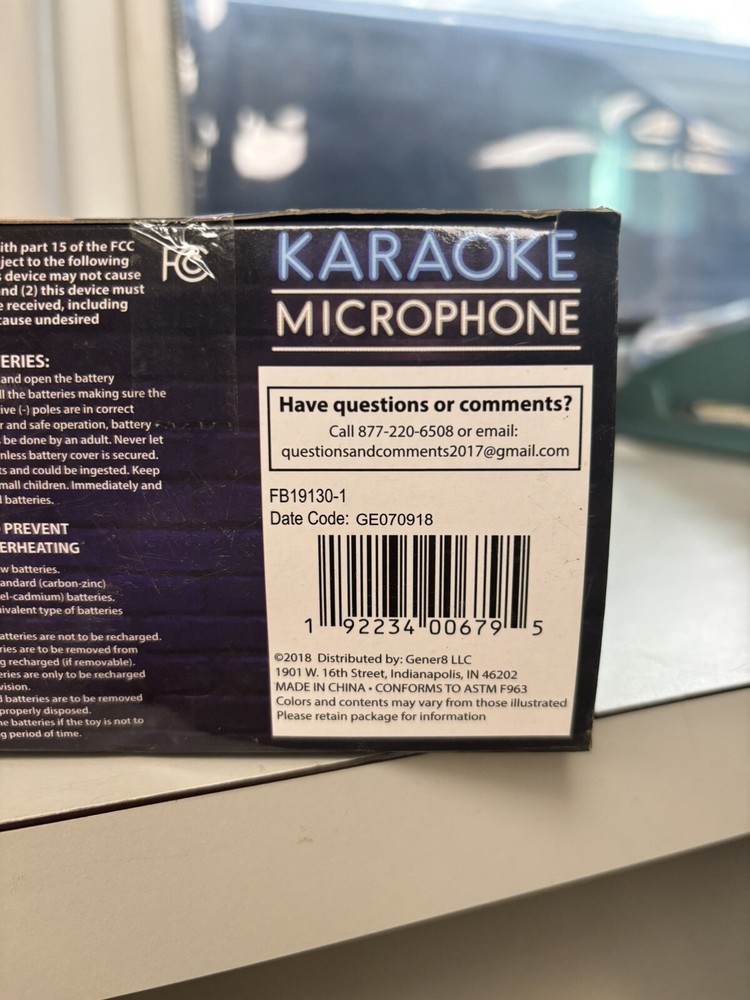 ith part 15 of the FCC
ject to the following
s device may not cause
nd (2) this device must
e received, including
cause undesired
FC
ERIES:
and open the battery
ll the batteries making sure the
ive (-) poles are in correct
r and safe operation, battery
be done by an adult. Never let
nless battery cover is secured.
ts and could be ingested. Keep
mall children. Immediately and
d batteries.
PREVENT
ERHEATING
w batteries.
andard (carbon-zinc)
el-cadmium) batteries.
uivalent type of batteries
atteries are not to be recharged.
ries are to be removed from
g recharged (if removable).
eries are only to be recharged
vision.
d batteries are to be removed
properly disposed.
he batteries if the toy is not to
g period of time.
KARAOKE
MICROPHONE
Have questions or comments?
Call 877-220-6508 or email:
questionsandcomments2017@gmail.com
FB19130-1
Date Code: GE070918
1 92234 00679 5
©2018 Distributed by: Gener8 LLC
1901 W. 16th Street, Indianapolis, IN 46202
MADE IN CHINA • CONFORMS TO ASTM F963
Colors and contents may vary from those illustrated
Please retain package for information